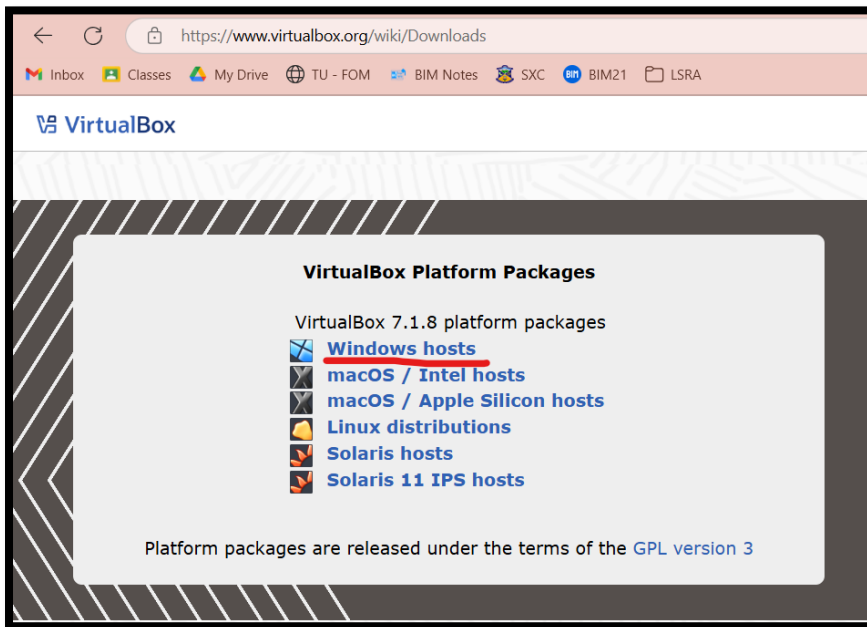 https://www.virtualbox.org/wiki/Downloads
Inbox Classes My Drive TU - FOM BIM Notes SXC BIM BIM21 LSRA
VirtualBox
VirtualBox Platform Packages
VirtualBox 7.1.8 platform packages
Windows hosts
macOS / Intel hosts
macOS / Apple Silicon hosts
Linux distributions
Solaris hosts
Solaris 11 IPS hosts
Platform packages are released under the terms of the GPL version 3